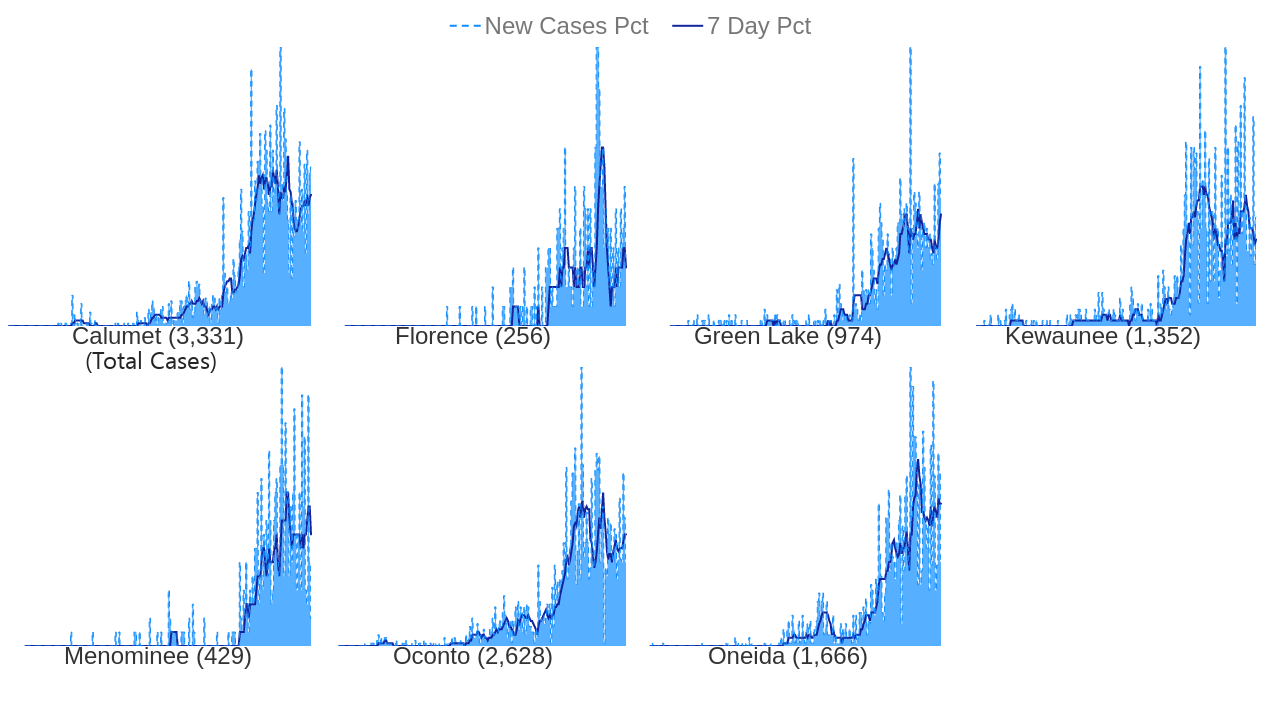 New Cases Pct 7 Day Pct
Calumet (3,331) Florence (256) Green Lake (974) Kewaunee (1,352)
(Total Cases)
Menominee (429) Oconto (2,628) Oneida (1,666)